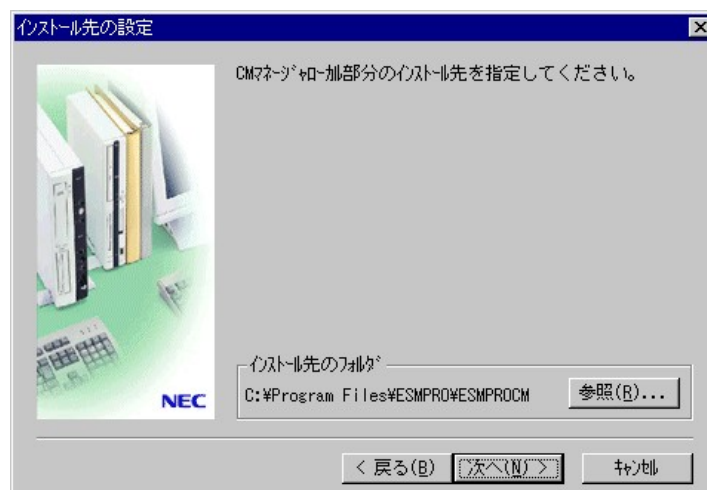 インストール先の設定
CMﾏﾈｰｼﾞｬﾛｰｶﾙ部分のｲﾝｽﾄｰﾙ先を指定してください。
NEC
ｲﾝｽﾄｰﾙ先のﾌｫﾙﾀﾞ
C:¥Program Files¥ESMPRO¥ESMPROCM
参照(R)...
< 戻る(B)
次へ(N) >
ｷｬﾝｾﾙ